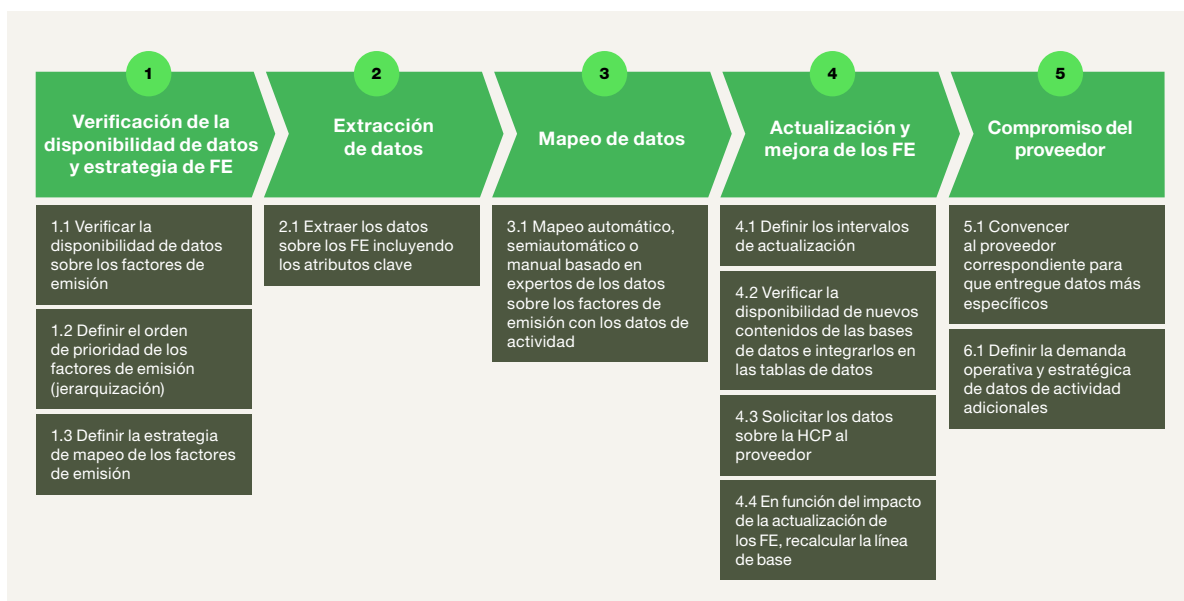 1
Verificación de la
disponibilidad de datos
y estrategia de FE
1.1 Verificar la
disponibilidad de datos
sobre los factores de
emisión
1.2 Definir el orden
de prioridad de los
factores de emisión
(jerarquización)
1.3 Definir la estrategia
de mapeo de los factores
de emisión
2
Extracción
de datos
2.1 Extraer los datos
sobre los FE incluyendo
los atributos clave
3
Mapeo de datos
3.1 Mapeo automático,
semiautomático o
manual basado en
expertos de los datos
sobre los factores de
emisión con los datos de
actividad
4
Actualización y
mejora de los FE
4.1 Definir los intervalos
de actualización
4.2 Verificar la
disponibilidad de nuevos
contenidos de las bases
de datos e integrarlos en
las tablas de datos
4.3 Solicitar los datos
sobre la HCP al
proveedor
4.4 En función del impacto
de la actualización de
los FE, recalcular la línea
de base
5
Compromiso del
proveedor
5.1 Convencer
al proveedor
correspondiente para
que entregue datos más
específicos
6.1 Definir la demanda
operativa y estratégica
de datos de actividad
adicionales